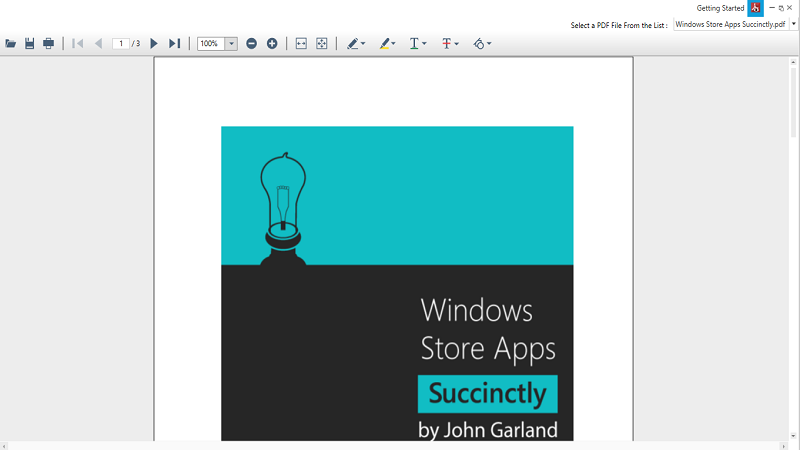 Getting Started
Select a PDF File From the List : Windows Store Apps Succinctly.pdf
1 / 3 100% T T
Windows
Store Apps
Succinctly
by John Garland